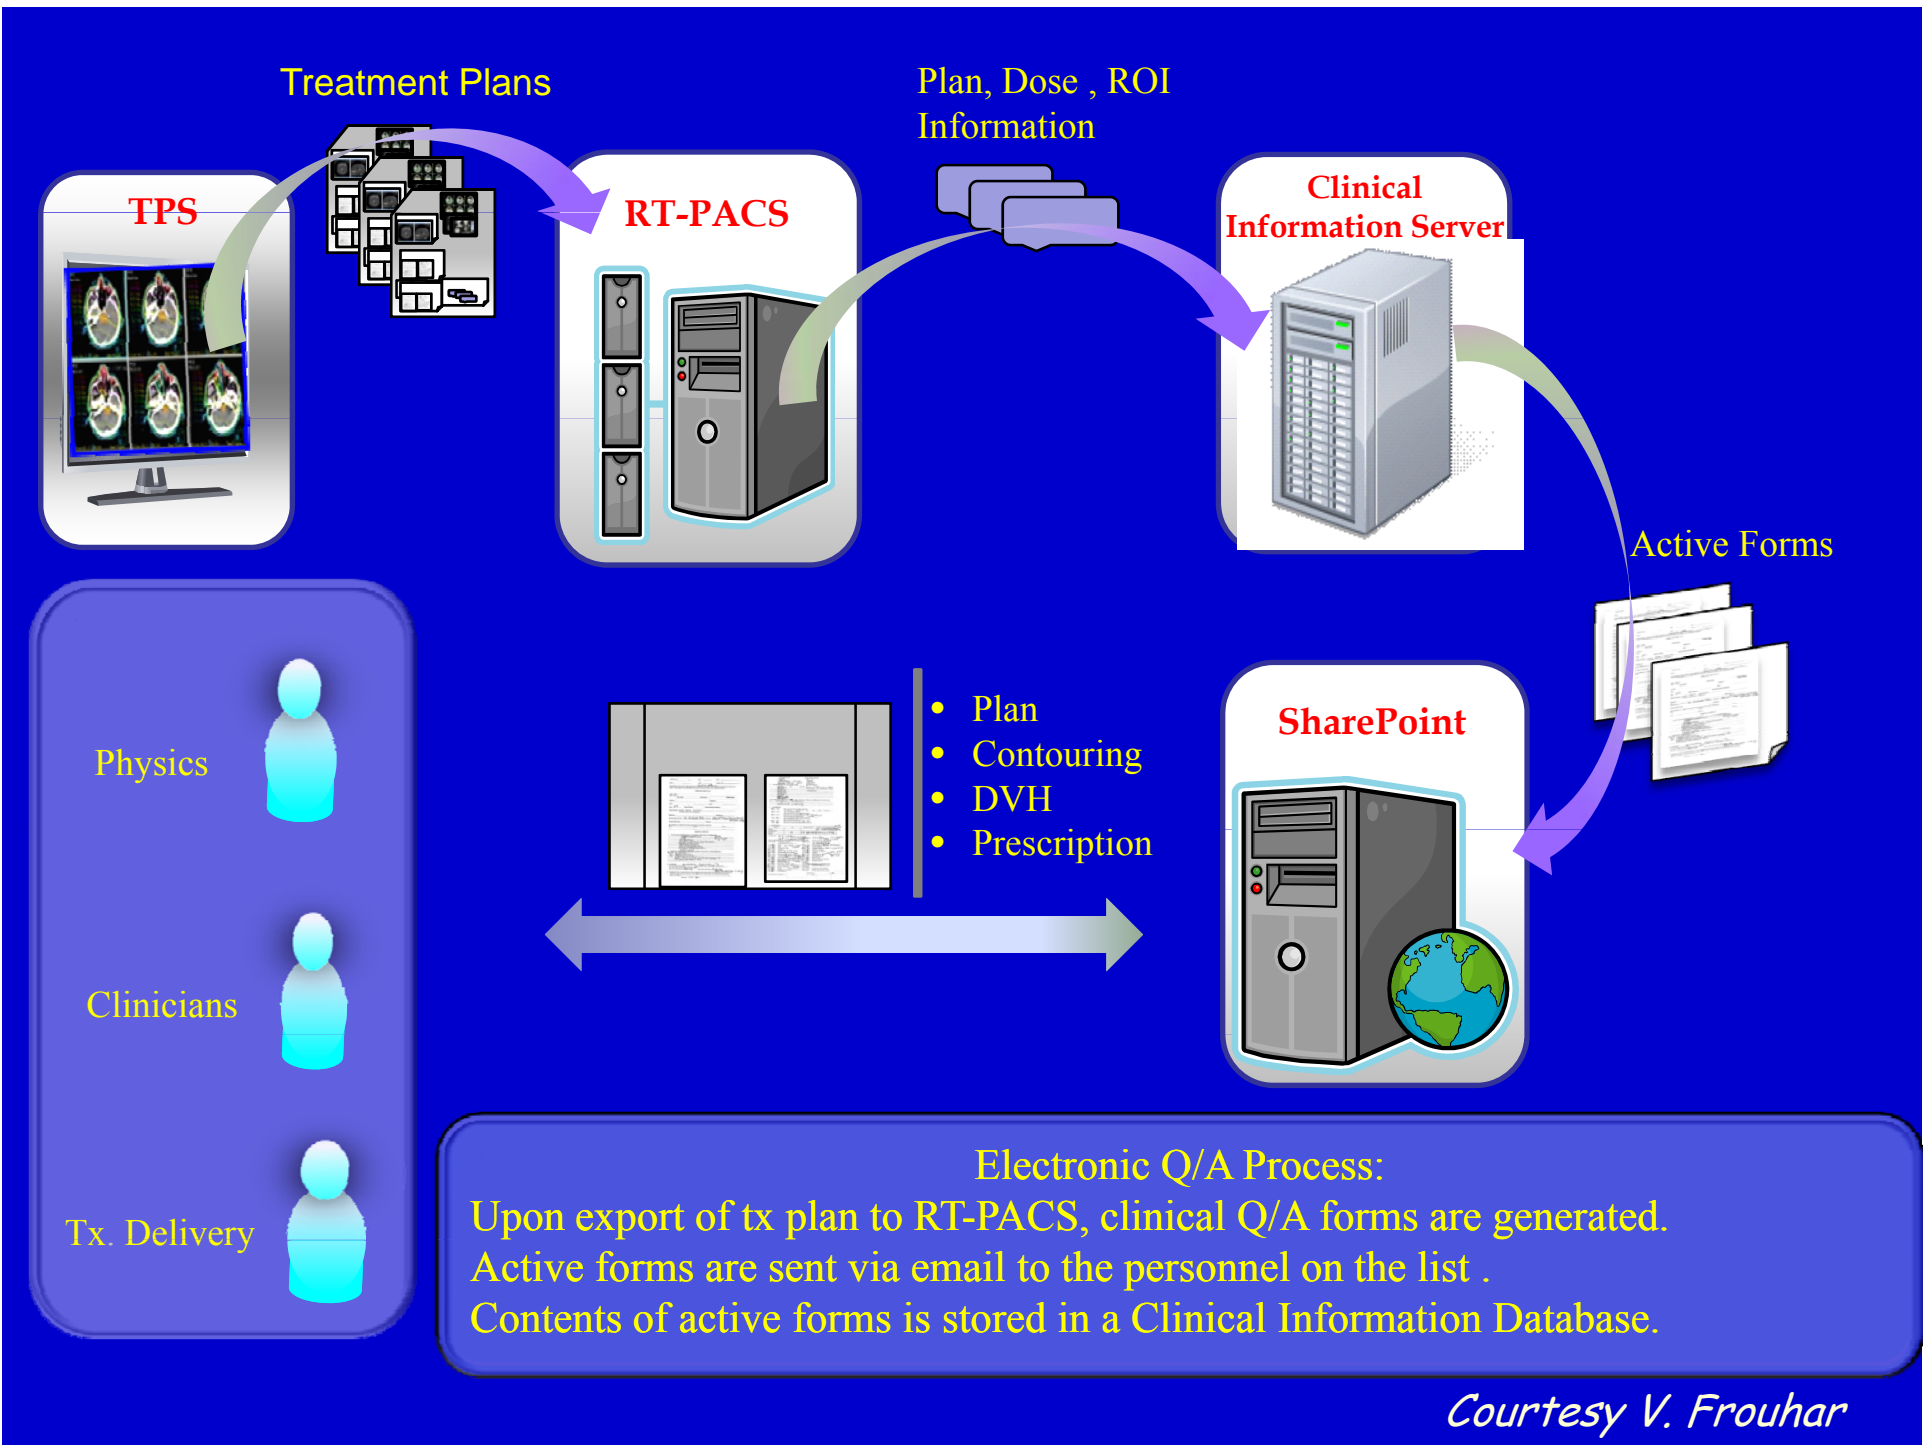 Treatment Plans
Plan, Dose , ROI
Information
TPS
RT-PACS
Clinical
Information Server
Active Forms
Physics
Clinicians
Tx. Delivery
• Plan
• Contouring
• DVH
• Prescription
SharePoint
Electronic Q/A Process:
Upon export of tx plan to RT-PACS, clinical Q/A forms are generated.
Active forms are sent via email to the personnel on the list .
Contents of active forms is stored in a Clinical Information Database.
Courtesy V. Frouhar